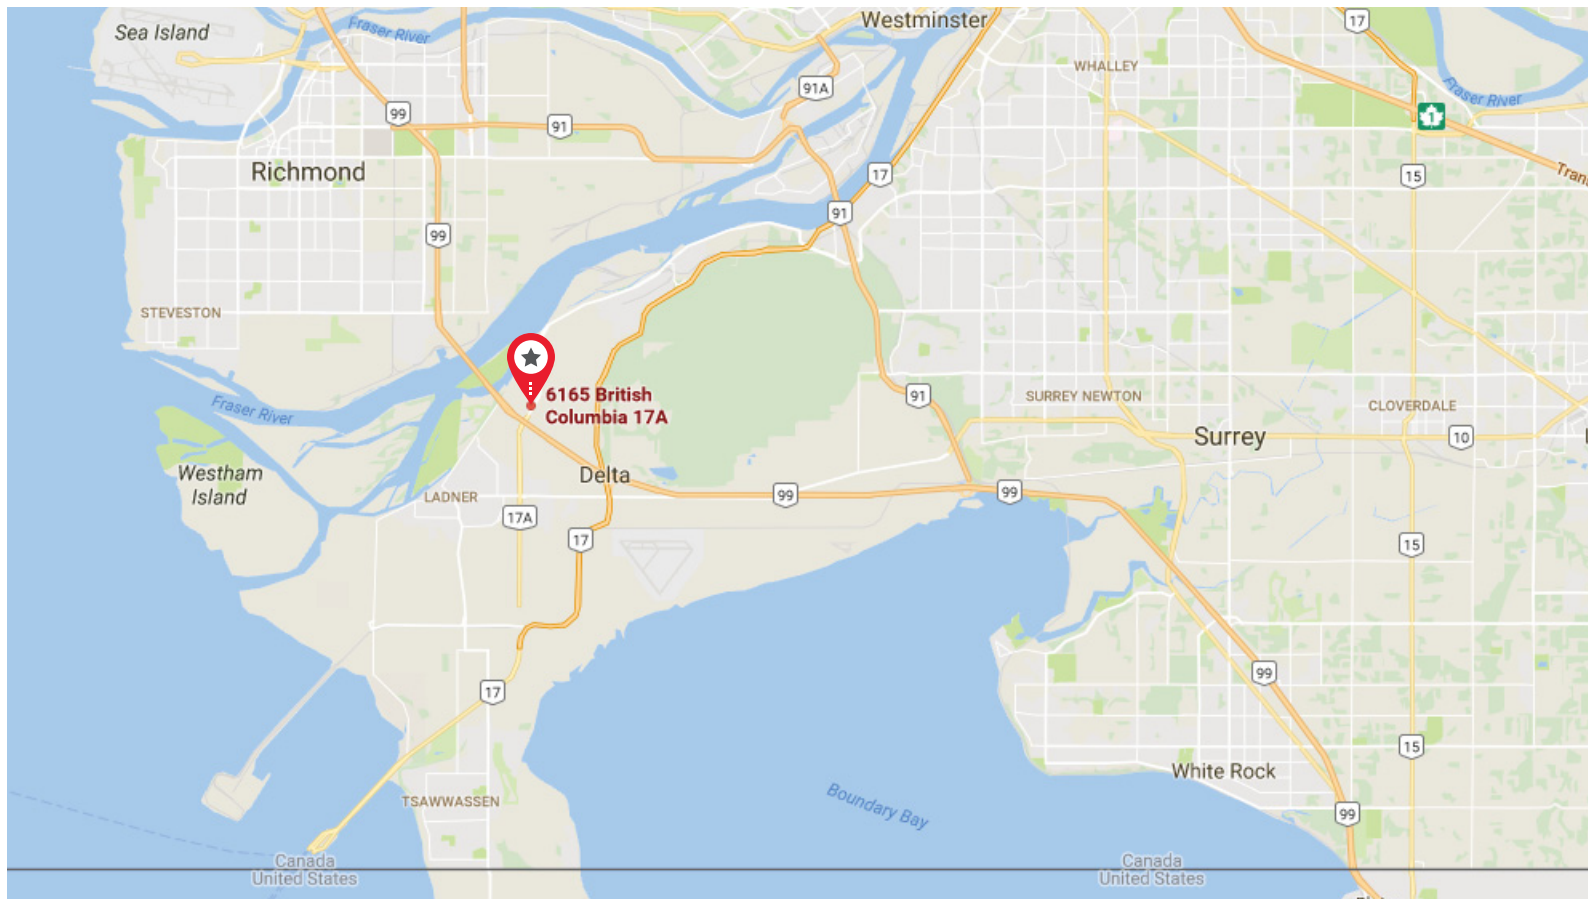 Westminster
17
Sea Island
Fraser River
WHALLEY
91A
Fraser River
99
91
1
Richmond
17
15
91
99
STEVESTON
6165 British
Columbia 17A
91
SURREY NEWTON
CLOVERDALE
Fraser River
Surrey
10
Westham
Island
Delta
LADNER
99
99
17A
17
15
99
17
15
White Rock
TSAWWASSEN
Boundary Bay
99
Canada
United States
Canada
United States